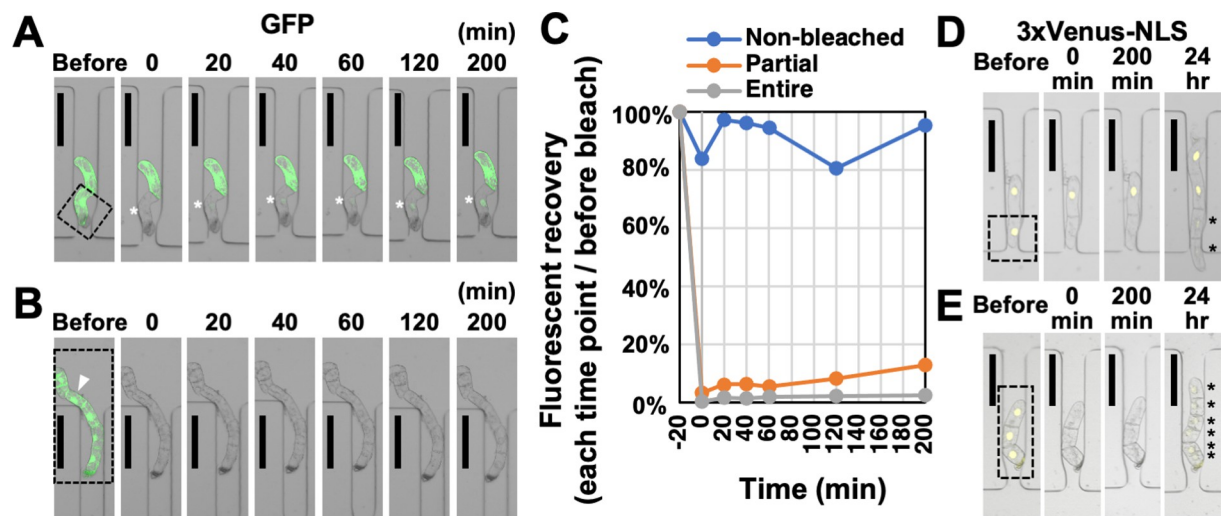 A
GFP
(min)
Before 0 20 40 60 120 200
*
*
*
*
*
*
B
(min)
Before 0 20 40 60 120 200
C
Non-bleached
Partial
Entire
Fluorescent recovery
(each time point / before bleach)
100%
80%
60%
40%
20%
0%
-20 0 20 40 60 80 100 120 140 160 180 200
Time (min)
D
3xVenus-NLS
Before 0 min 200 min 24 hr
*
*
E
Before 0 min 200 min 24 hr
*
*
*
*
*
*